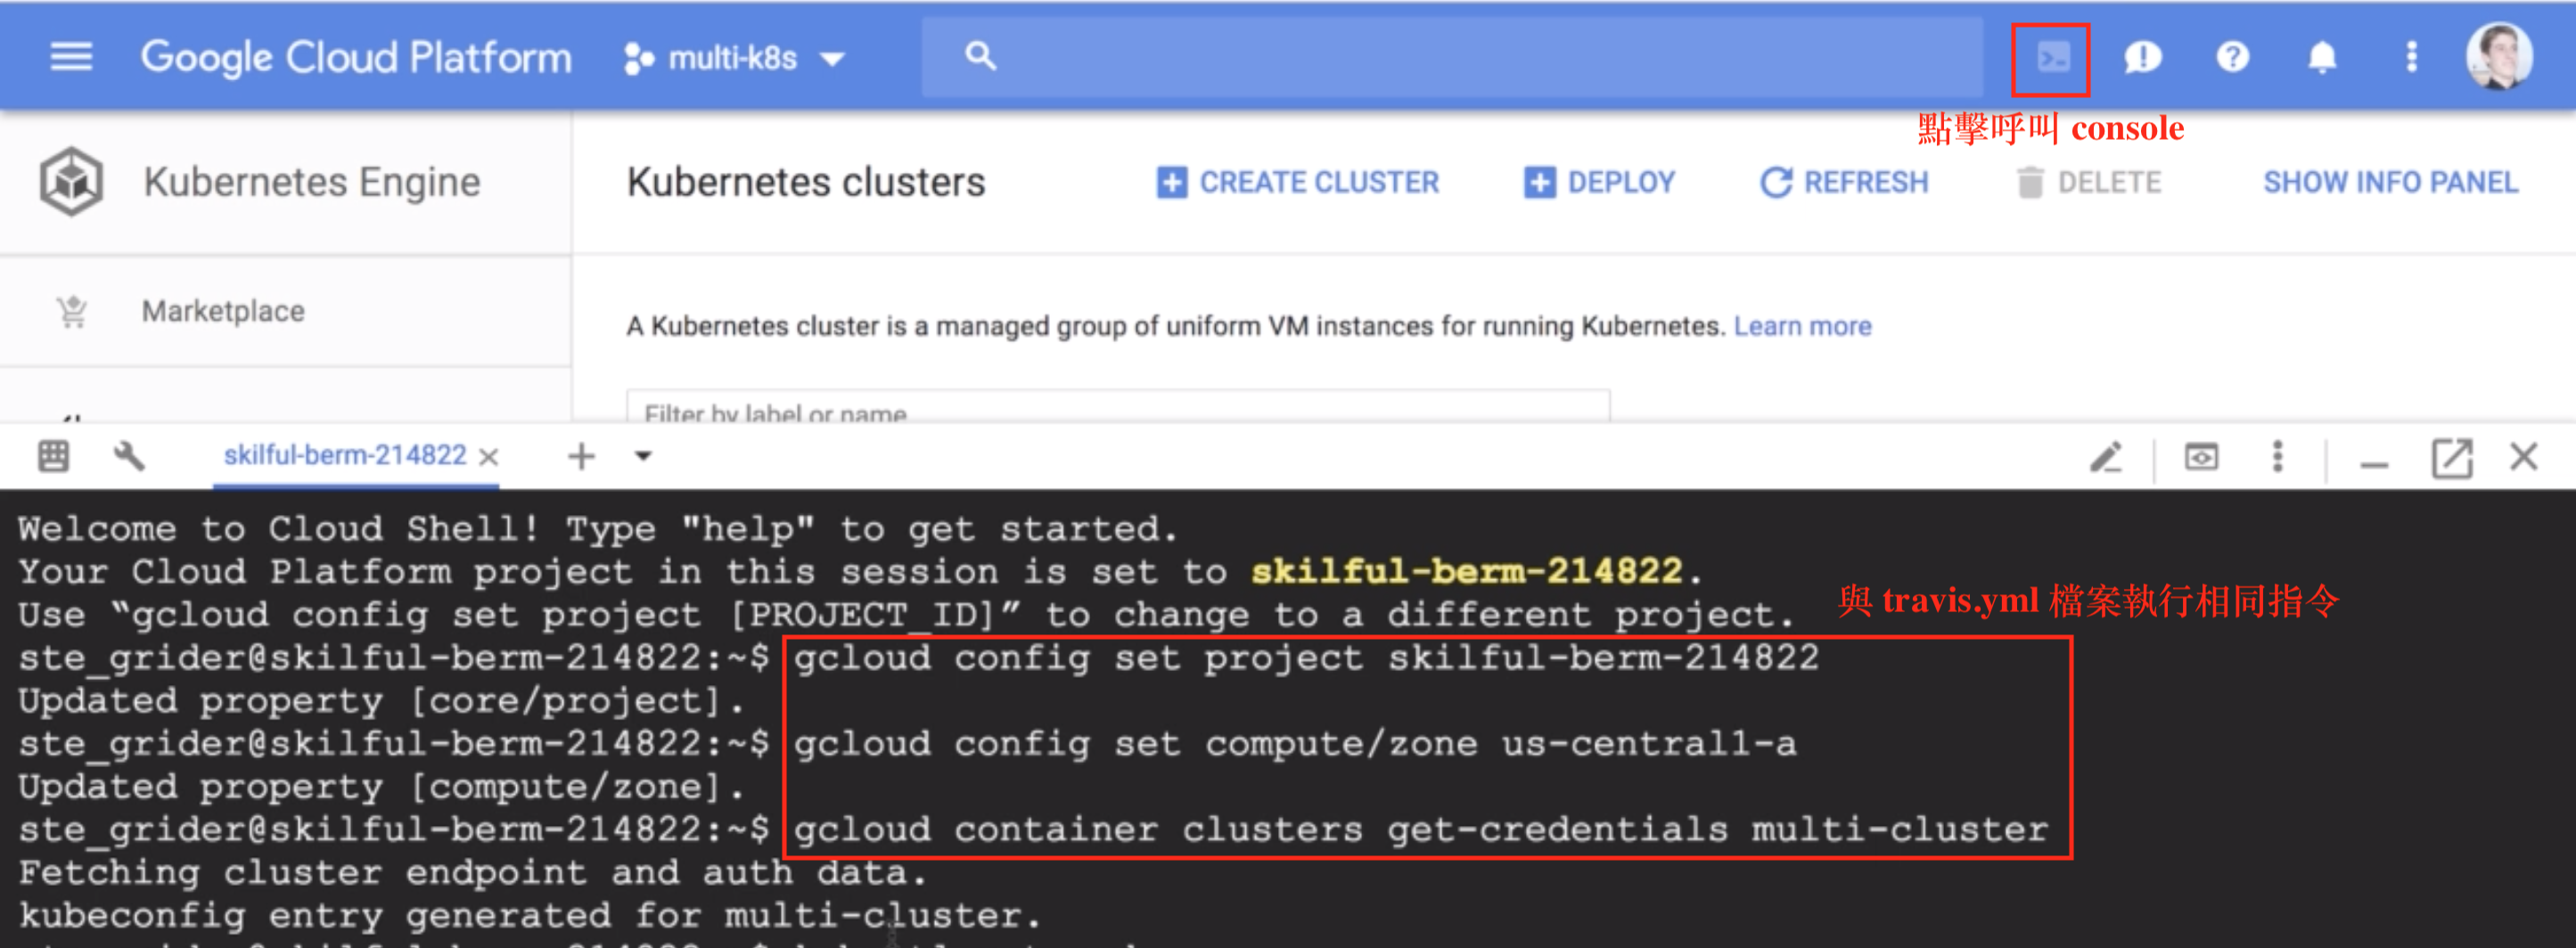 Google Cloud Platform multi-k8s
點擊呼叫 console
Kubernetes Engine
Kubernetes clusters CREATE CLUSTER DEPLOY REFRESH DELETE SHOW INFO PANEL
Marketplace
A Kubernetes cluster is a managed group of uniform VM instances for running Kubernetes. Learn more
Filter by label or name
skilful-berm-214822
Welcome to Cloud Shell! Type "help" to get started.
Your Cloud Platform project in this session is set to skilful-berm-214822.
Use “gcloud config set project [PROJECT_ID]” to change to a different project.
與 travis.yml 檔案執行相同指令
ste_grider@skilful-berm-214822:~$ gcloud config set project skilful-berm-214822
Updated property [core/project].
ste_grider@skilful-berm-214822:~$ gcloud config set compute/zone us-central1-a
Updated property [compute/zone].
ste_grider@skilful-berm-214822:~$ gcloud container clusters get-credentials multi-cluster
Fetching cluster endpoint and auth data.
kubeconfig entry generated for multi-cluster.